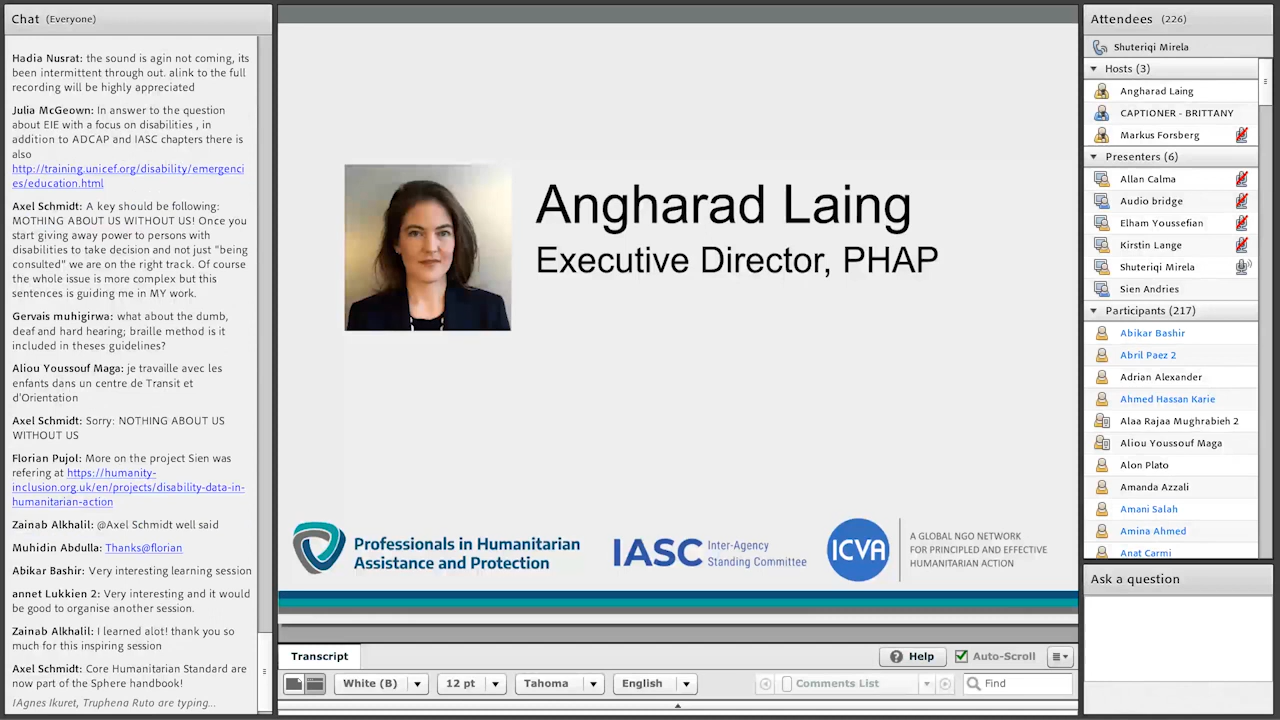 Chat (Everyone)
Hadia Nusrat: the sound is agin not coming, its
been intermittent through out. alink to the full
recording will be highly appreciated
Julia McGeown: In answer to the question
about EIE with a focus on disabilities , in
addition to ADCAP and IASC chapters there is
also
http://training.unicef.org/disability/emergenci
es/education.html
Axel Schmidt: A key should be following:
MOTHING ABOUT US WITHOUT US! Once you
start giving away power to persons with
disabilities to take decision and not just "being
consulted" we are on the right track. Of course
the whole issue is more complex but this
sentences is guiding me in MY work.
Gervais muhigirwa: what about the dumb,
deaf and hard hearing; braille method is it
included in theses guidelines?
Aliou Youssouf Maga: je travaille avec les
enfants dans un centre de Transit et
d'Orientation
Axel Schmidt: Sorry: NOTHING ABOUT US
WITHOUT US
Florian Pujol: More on the project Sien was
refering at https://humanity-
inclusion.org.uk/en/projects/disability-data-in-
humanitarian-action
Zainab Alkhalil: @Axel Schmidt well said
Muhidin Abdulla: Thanks@florian
Abikar Bashir: Very interesting learning session
annet Lukkien 2: Very interesting and it would
be good to organise another session.
Zainab Alkhalil: I learned alot! thank you so
much for this inspiring session
Axel Schmidt: Core Humanitarian Standard are
now part of the Sphere handbook!
IAgnes Ikuret, Truphena Ruto are typing...
Angharad Laing
Executive Director, PHAP
Professionals in Humanitarian
Assistance and Protection
IASC Inter-Agency
Standing Committee
ICVA
A GLOBAL NGO NETWORK
FOR PRINCIPLED AND EFFECTIVE
HUMANITARIAN ACTION
Transcript
Help
Auto-Scroll
White (B)
12 pt
Tahoma
English
Comments List
Find
Attendees (226)
Shuteriqi Mirela
Hosts (3)
Angharad Laing
CAPTIONER - BRITTANY
Markus Forsberg
Presenters (6)
Allan Calma
Audio bridge
Elham Youssefian
Kirstin Lange
Shuteriqi Mirela
Sien Andries
Participants (217)
Abikar Bashir
Abril Paez 2
Adrian Alexander
Ahmed Hassan Karie
Alaa Rajaa Mughrabieh 2
Aliou Youssouf Maga
Alon Plato
Amanda Azzali
Amani Salah
Amina Ahmed
Anat Carmi
Ask a question